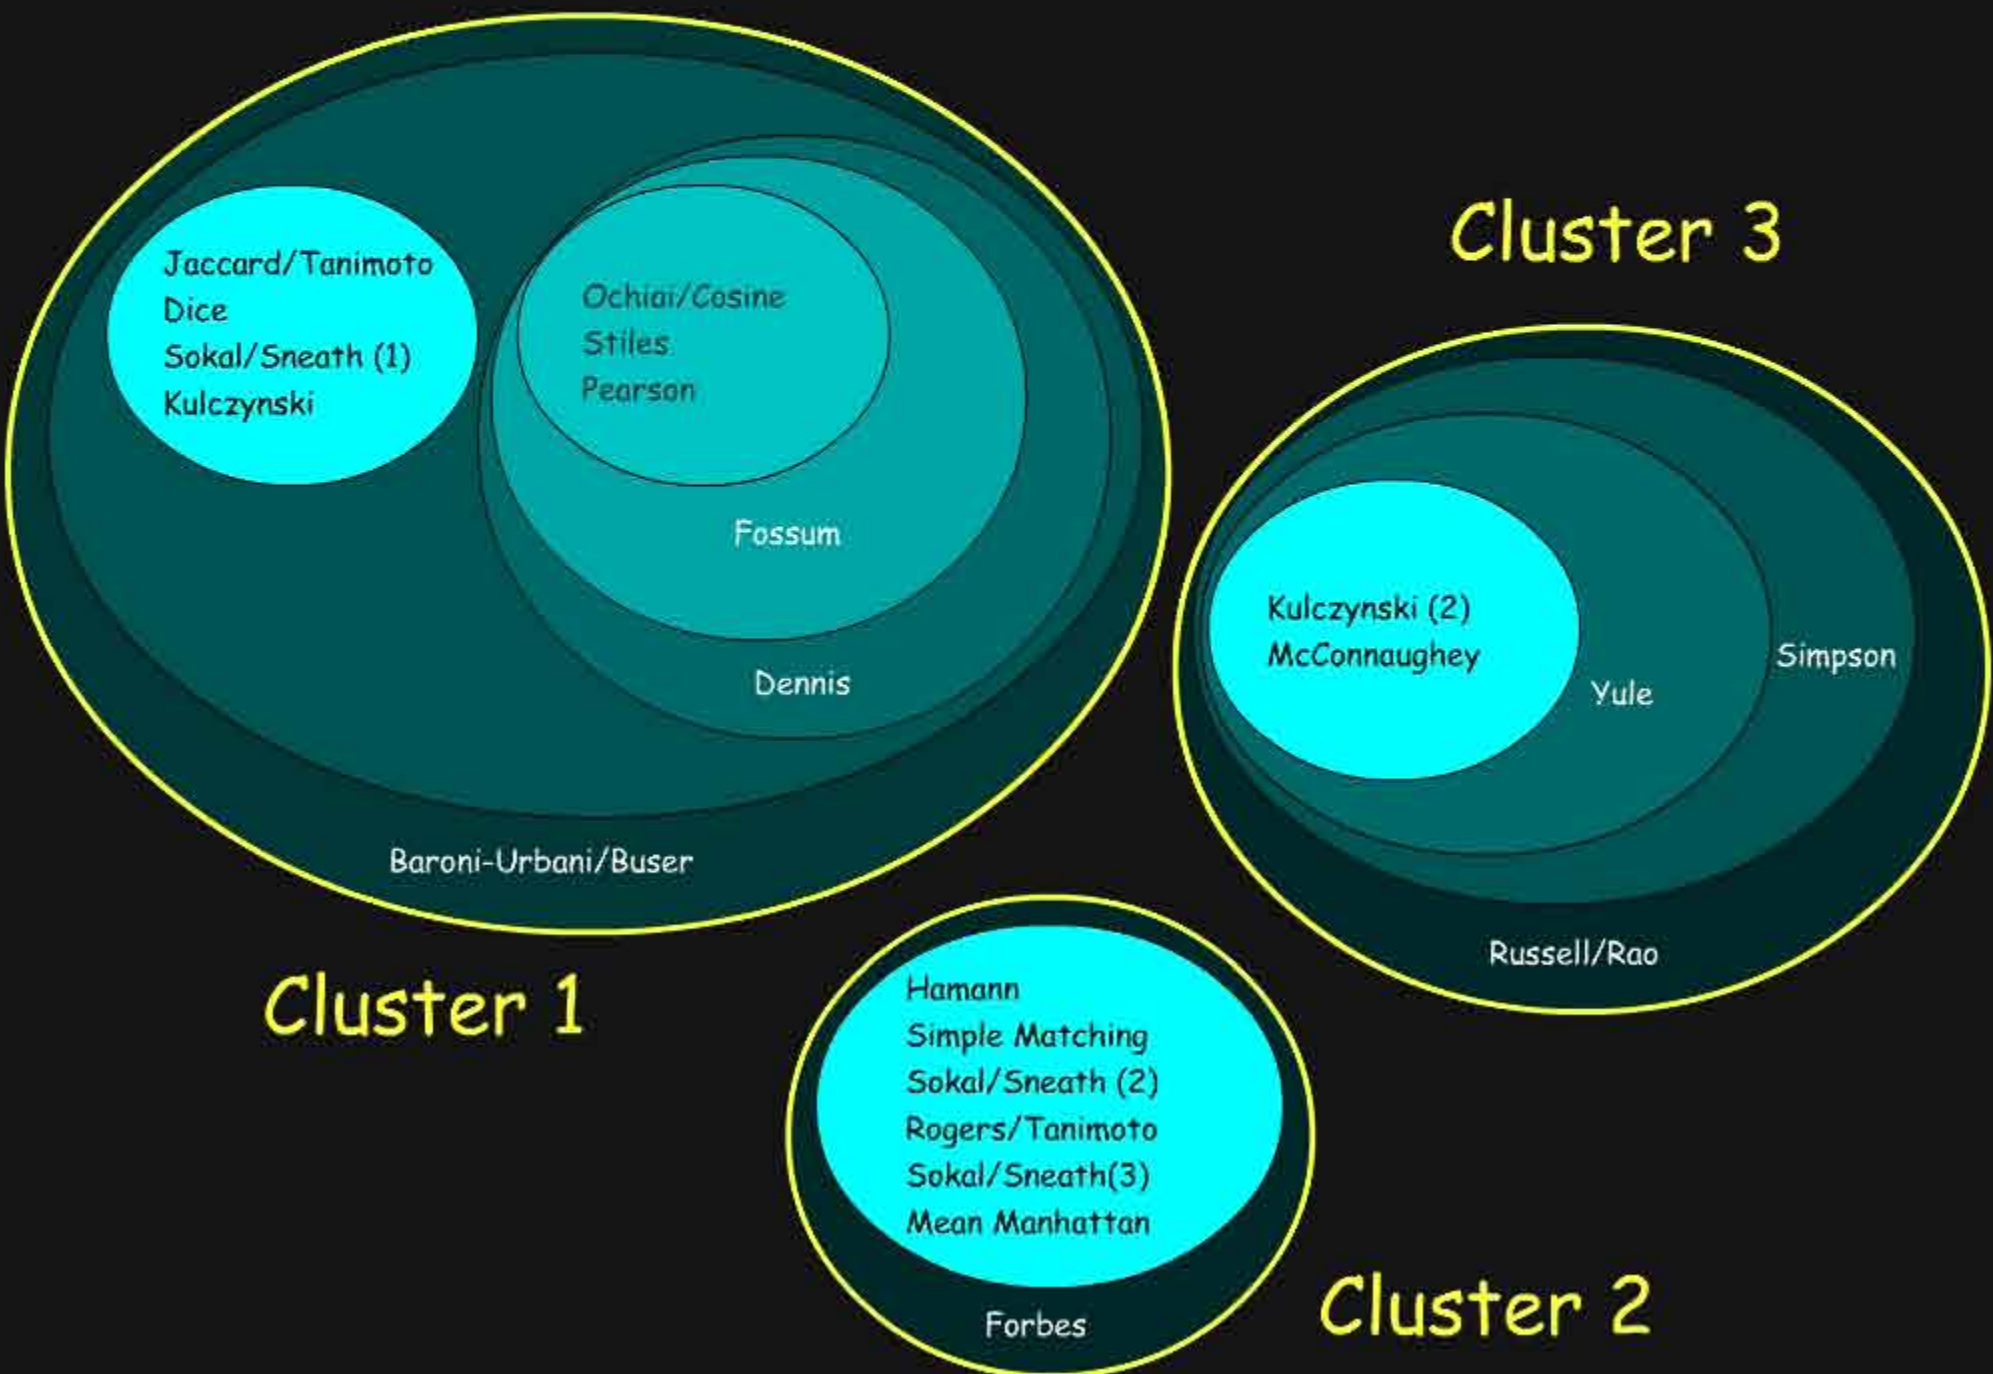 Jaccard/Tanimoto
Dice
Sokal/Sneath (1)
Kulczynski
Ochiai/Cosine
Stiles
Pearson
Fossum
Dennis
Baroni-Urbani/Buser
Cluster 1
Cluster 3
Kulczynski (2)
McConnaughey
Yule
Simpson
Russell/Rao
Hamann
Simple Matching
Sokal/Sneath (2)
Rogers/Tanimoto
Sokal/Sneath(3)
Mean Manhattan
Forbes
Cluster 2